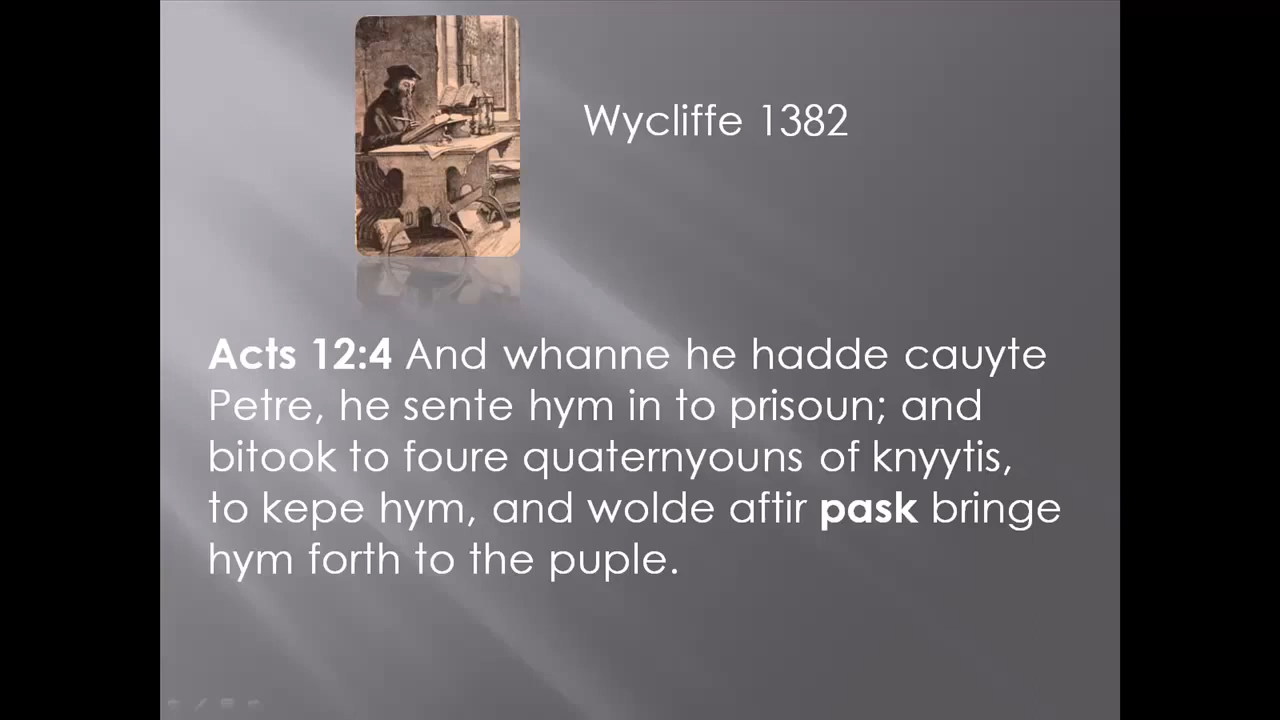 Wycliffe 1382
Acts 12:4 And whanne he hadde cauyte
Petre, he sente hym in to prisoun; and
bitook to foure quaternyouns of knyytis,
to kepe hym, and wolde aftir pask bringe
hym forth to the puple.